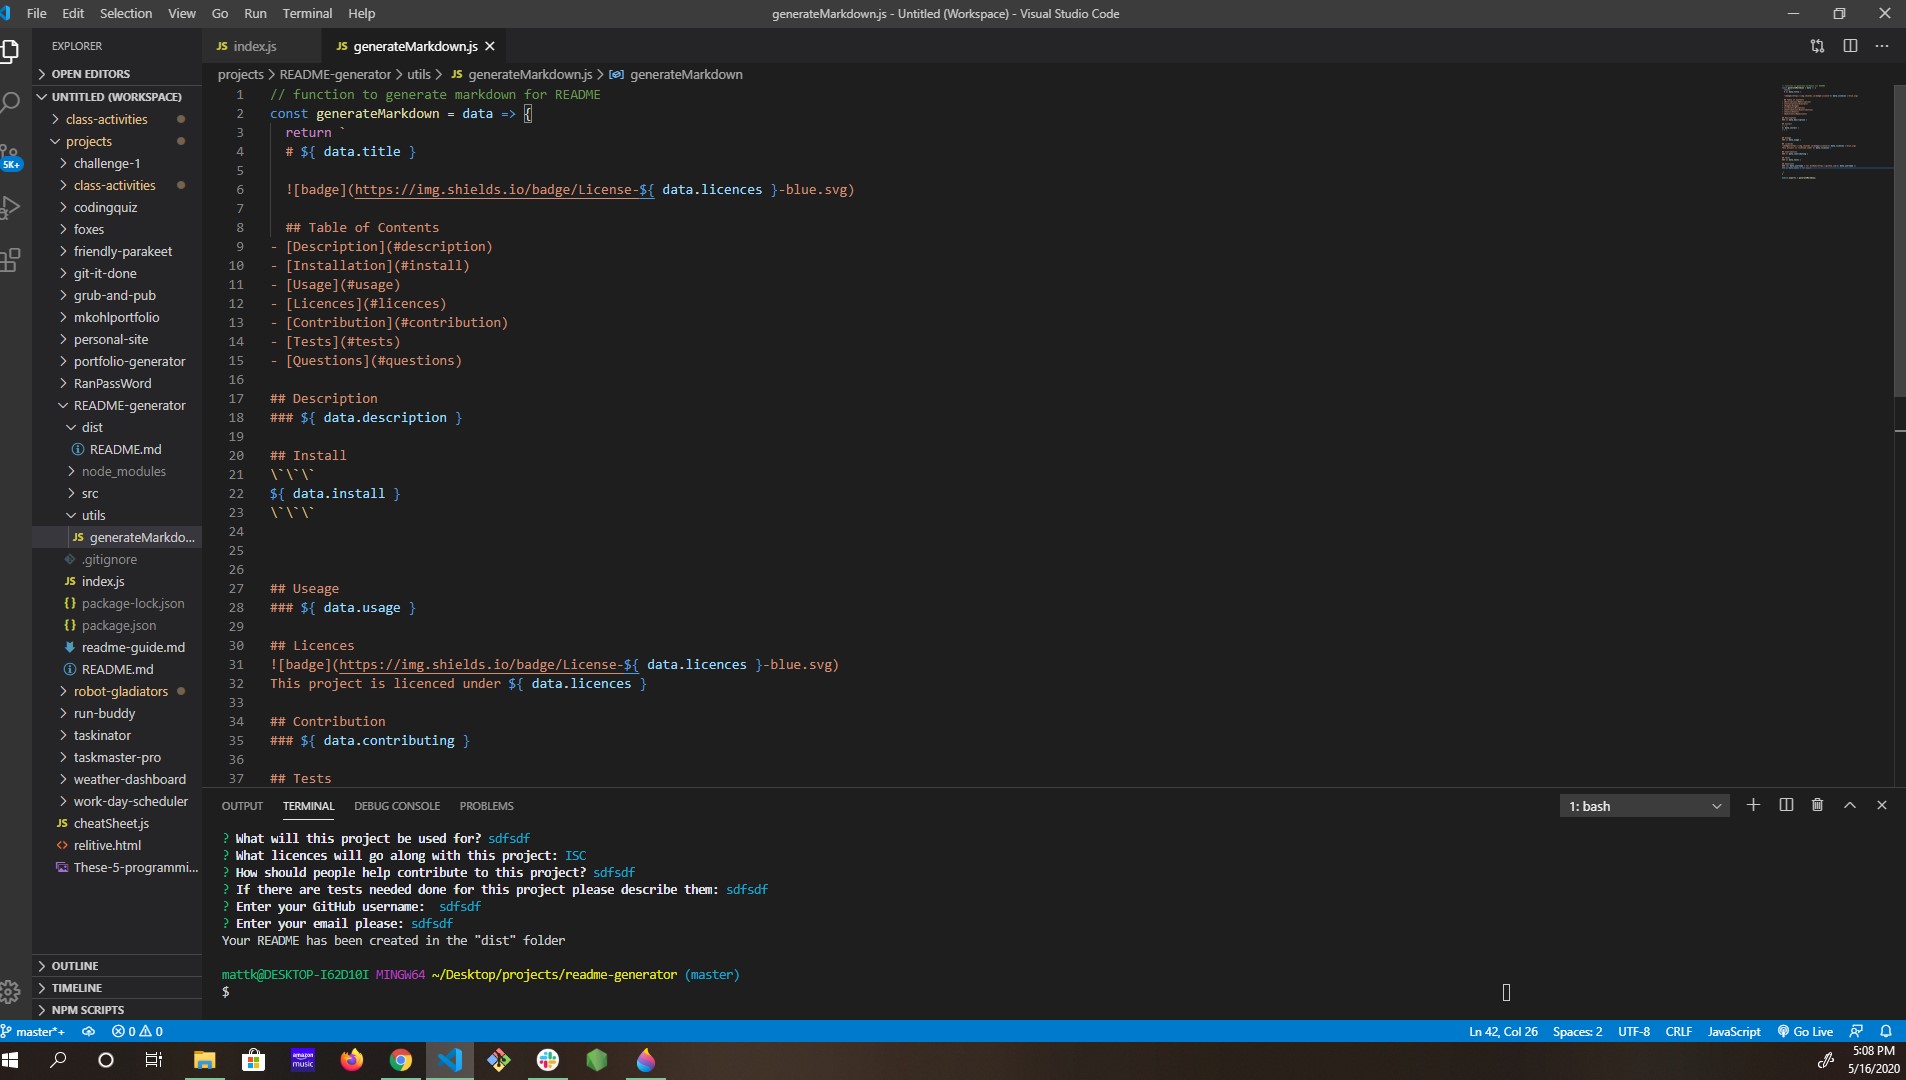 File Edit Selection View Go Run Terminal Help
generateMarkdown.js - Untitled (Workspace) - Visual Studio Code
EXPLORER
OPEN EDITORS
UNTITLED (WORKSPACE)
class-activities
projects
challenge-1
class-activities
codingquiz
foxes
friendly-parakeet
git-it-done
grub-and-pub
mkohlportfolio
personal-site
portfolio-generator
RanPassWord
README-generator
dist
README.md
node_modules
src
utils
JS generateMarkdo...
.gitignore
JS index.js
{} package-lock.json
{} package.json
readme-guide.md
README.md
robot-gladiators
run-buddy
taskinator
taskmaster-pro
weather-dashboard
work-day-scheduler
JS cheatSheet.js
<> relitive.html
These-5-programmi...
OUTLINE
TIMELINE
NPM SCRIPTS
5K+
JS index.js
JS generateMarkdown.js
projects > README-generator > utils > JS generateMarkdown.js > generateMarkdown
1 // function to generate markdown for README
2 const generateMarkdown = data => {
3 return `
4 # ${ data.title }
5
6 ![badge](https://img.shields.io/badge/License-${ data.licences }-blue.svg)
7
8 ## Table of Contents
9 - [Description](#description)
10 - [Installation](#install)
11 - [Usage](#usage)
12 - [Licences](#licences)
13 - [Contribution](#contribution)
14 - [Tests](#tests)
15 - [Questions](#questions)
16
17 ## Description
18 ### ${ data.description }
19
20 ## Install
21 \`\`\`
22 ${ data.install }
23 \`\`\`
24
25
26
27 ## Useage
28 ### ${ data.usage }
29
30 ## Licences
31 ![badge](https://img.shields.io/badge/License-${ data.licences }-blue.svg)
32 This project is licenced under ${ data.licences }
33
34 ## Contribution
35 ### ${ data.contributing }
36
37 ## Tests
OUTPUT TERMINAL DEBUG CONSOLE PROBLEMS
1: bash
? What will this project be used for? sdfsdf
? What licences will go along with this project: ISC
? How should people help contribute to this project? sdfsdf
? If there are tests needed done for this project please describe them: sdfsdf
? Enter your GitHub username: sdfsdf
? Enter your email please: sdfsdf
Your README has been created in the "dist" folder
mattk@DESKTOP-I62D10I MINGW64 ~/Desktop/projects/readme-generator (master)
$
master*+ 0 0
Ln 42, Col 26 Spaces: 2 UTF-8 CRLF JavaScript Go Live
amazon
music
5:08 PM
5/16/2020